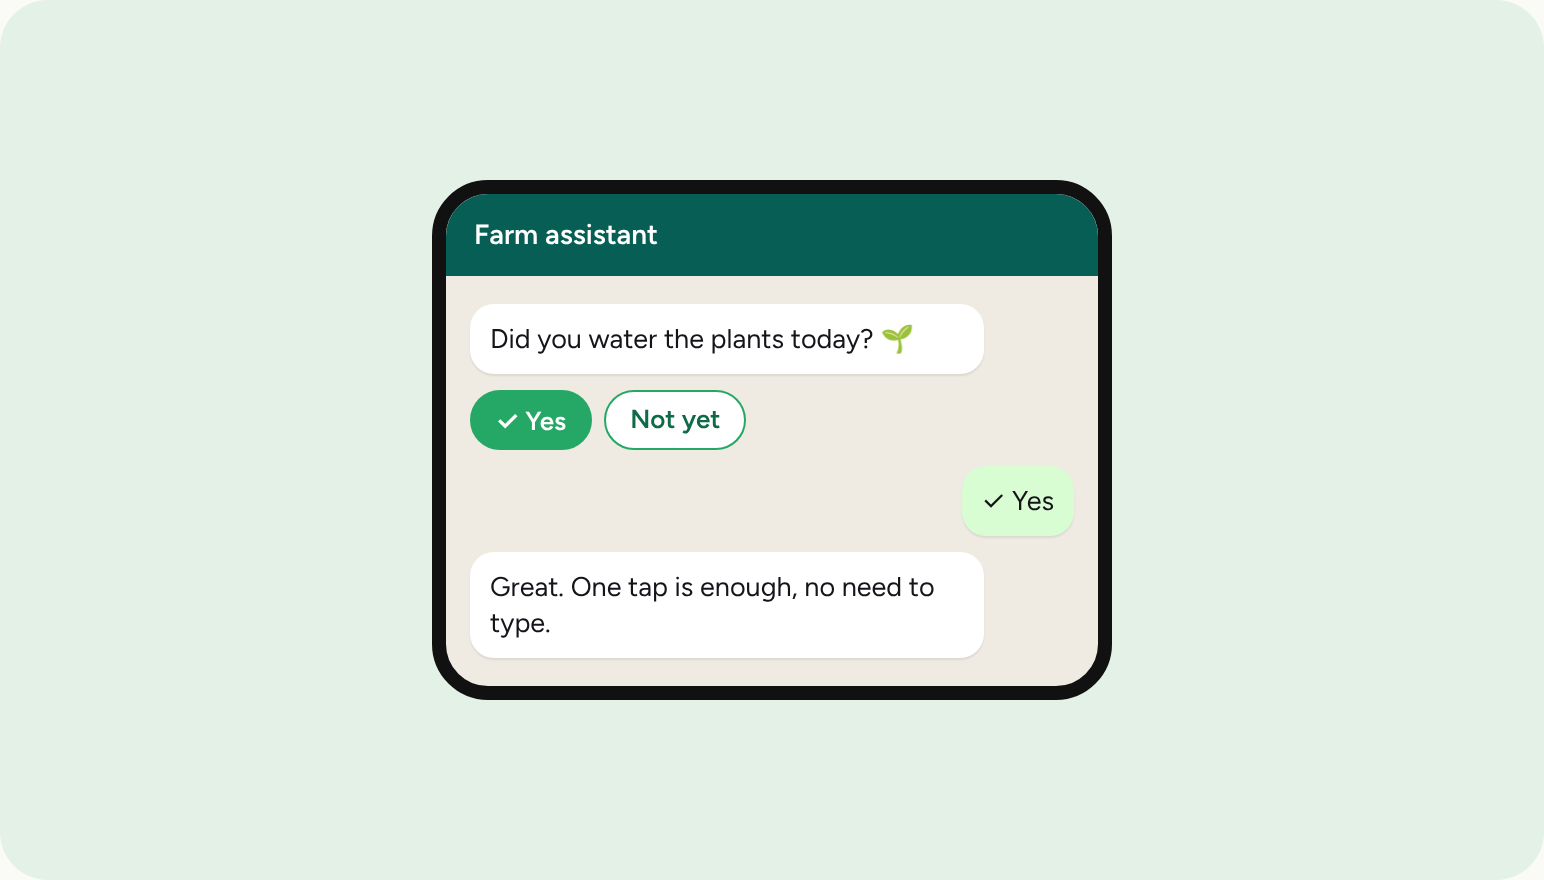 Farm assistant
Did you water the plants today? 🌱
✓ Yes
Not yet
✓ Yes
Great. One tap is enough, no need to
type.